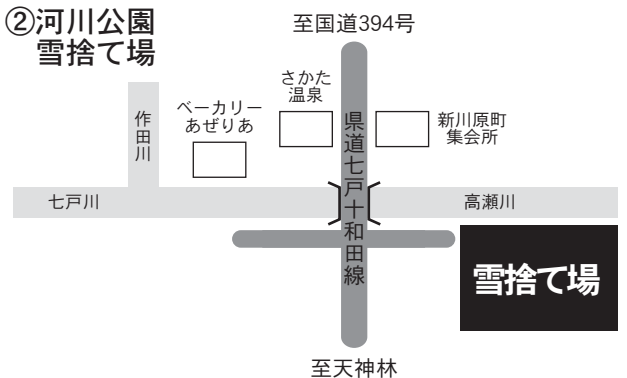 ②河川公園
雪捨て場
至国道394号
さかた
温泉
ベーカリー
あぜりあ
作田川
新川原町
集会所
県道七戸十和田線
七戸川
高瀬川
雪捨て場
至天神林